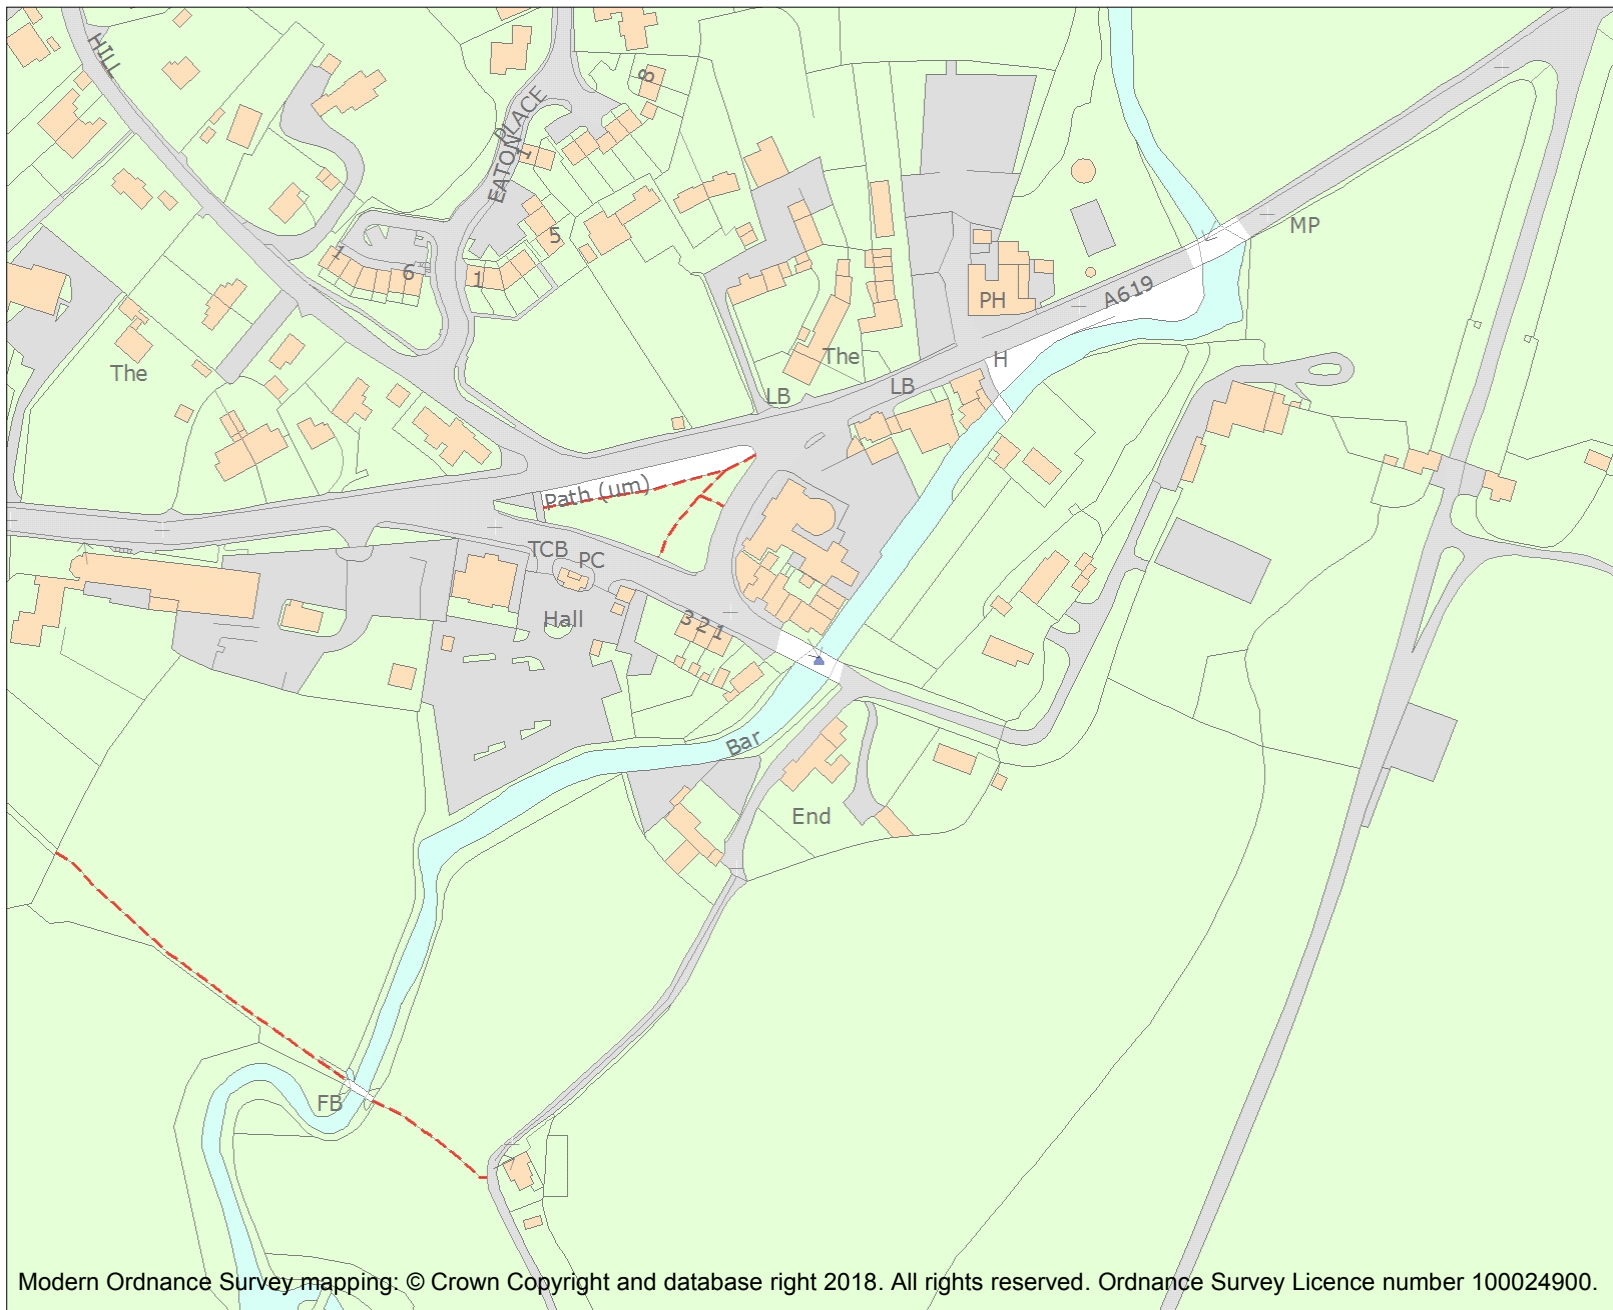 HILL
8
EATON PLACE
1
5
1
6
1
MP
A619
PH
The
The
H
LB
LB
Path (um)
TCB
PC
Hall
3 2 1
Bar
End
FB
Modern Ordnance Survey mapping: © Crown Copyright and database right 2018. All rights reserved. Ordnance Survey Licence number 100024900.